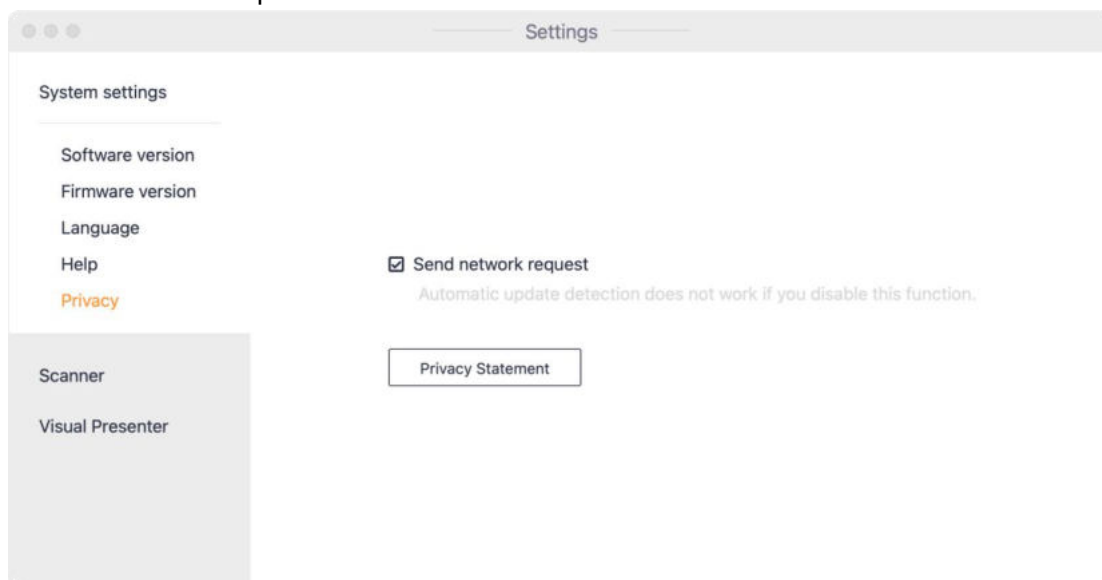 Settings
System settings
Software version
Firmware version
Language
Help
Privacy
Scanner
Visual Presenter
Send network request
Automatic update detection does not work if you disable this function.
Privacy Statement